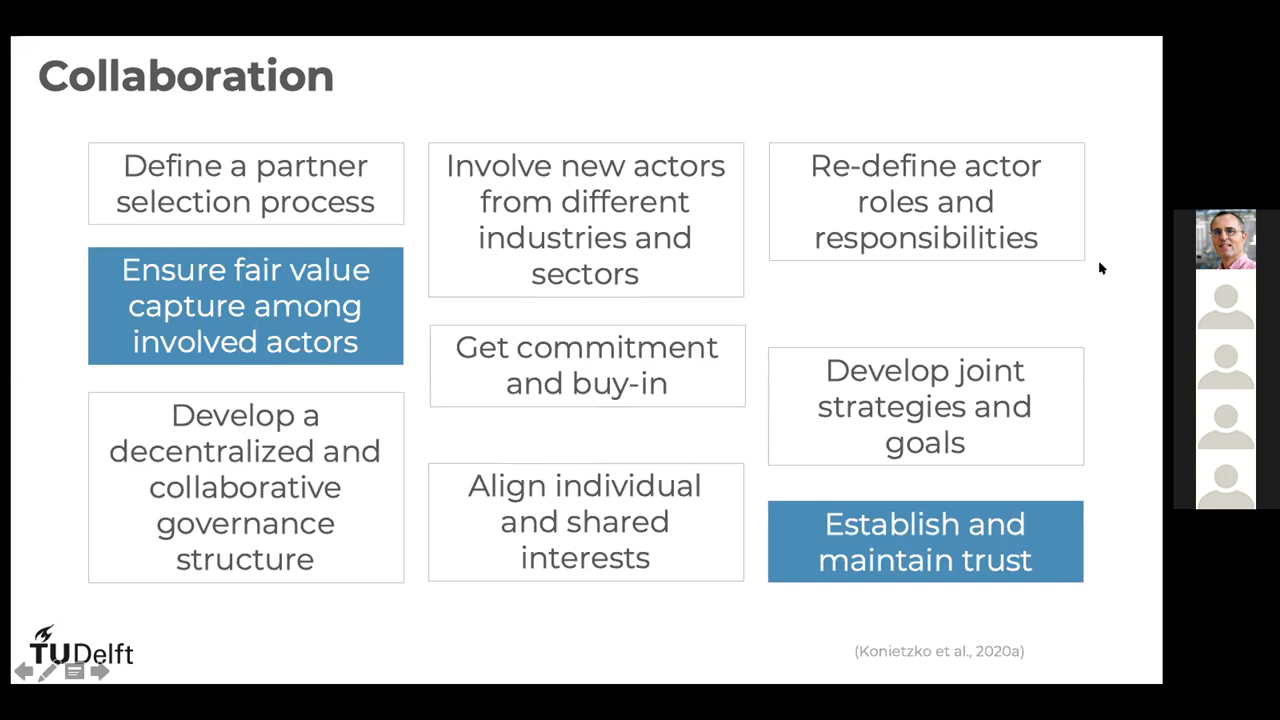 Collaboration
Define a partner
selection process
Ensure fair value
capture among
involved actors
Develop a
decentralized and
collaborative
governance
structure
Involve new actors
from different
industries and
sectors
Get commitment
and buy-in
Align individual
and shared
interests
Re-define actor
roles and
responsibilities
Develop joint
strategies and
goals
Establish and
maintain trust
TUDelft
(Konietzko et al., 2020a)